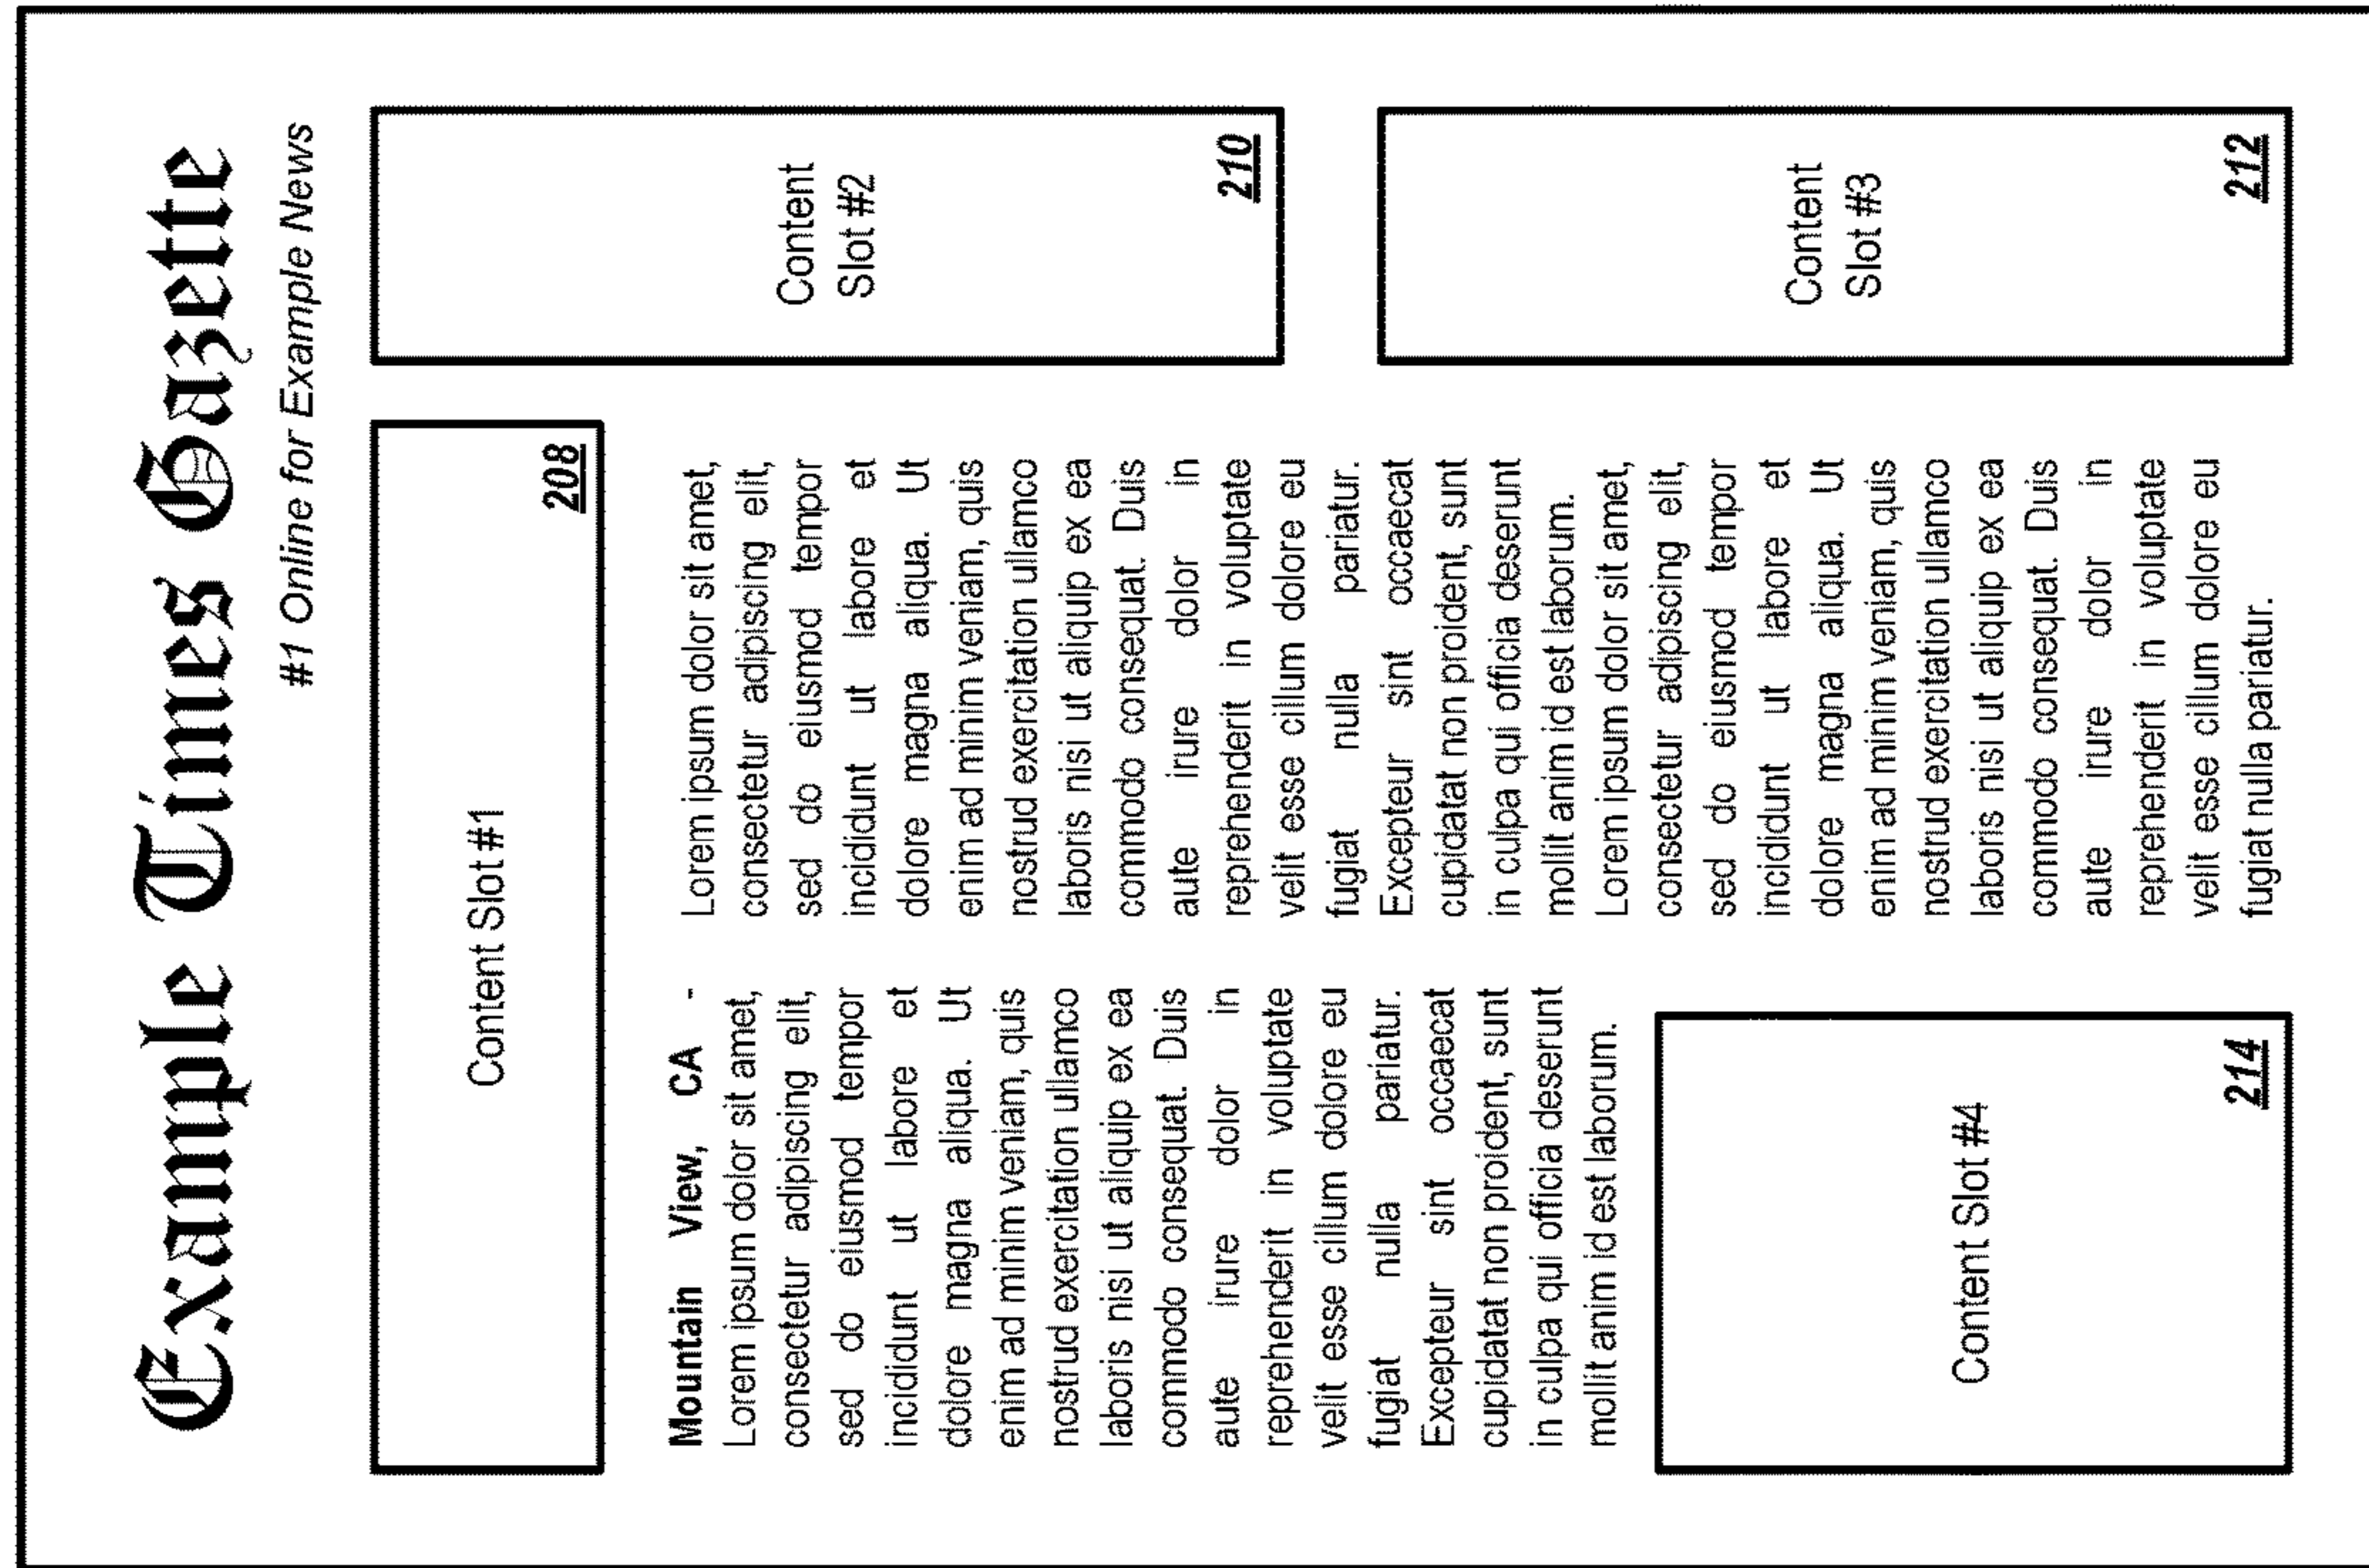 Example Times Gazette
#1 Online for Example News
Content Slot #1
208
Content
Slot #2
210
Mountain View, CA -
Lorem ipsum dolor sit amet,
consectetur adipiscing elit,
sed do eiusmod tempor
incididunt ut labore et
dolore magna aliqua. Ut
enim ad minim veniam, quis
nostrud exercitation ullamco
laboris nisi ut aliquip ex ea
commodo consequat. Duis
aute irure dolor in
reprehenderit in voluptate
velit esse cillum dolore eu
fugiat nulla pariatur.
Excepteur sint occaecat
cupidatat non proident, sunt
in culpa qui officia deserunt
mollit anim id est laborum.
Content Slot #4
214
Lorem ipsum dolor sit amet,
consectetur adipiscing elit,
sed do eiusmod tempor
incididunt ut labore et
dolore magna aliqua. Ut
enim ad minim veniam, quis
nostrud exercitation ullamco
laboris nisi ut aliquip ex ea
commodo consequat. Duis
aute irure dolor in
reprehenderit in voluptate
velit esse cillum dolore eu
fugiat nulla pariatur.
Excepteur sint occaecat
cupidatat non proident, sunt
in culpa qui officia deserunt
mollit anim id est laborum.
Lorem ipsum dolor sit amet,
consectetur adipiscing elit,
sed do eiusmod tempor
incididunt ut labore et
dolore magna aliqua. Ut
enim ad minim veniam, quis
nostrud exercitation ullamco
laboris nisi ut aliquip ex ea
commodo consequat. Duis
aute irure dolor in
reprehenderit in voluptate
velit esse cillum dolore eu
fugiat nulla pariatur.
Content
Slot #3
212